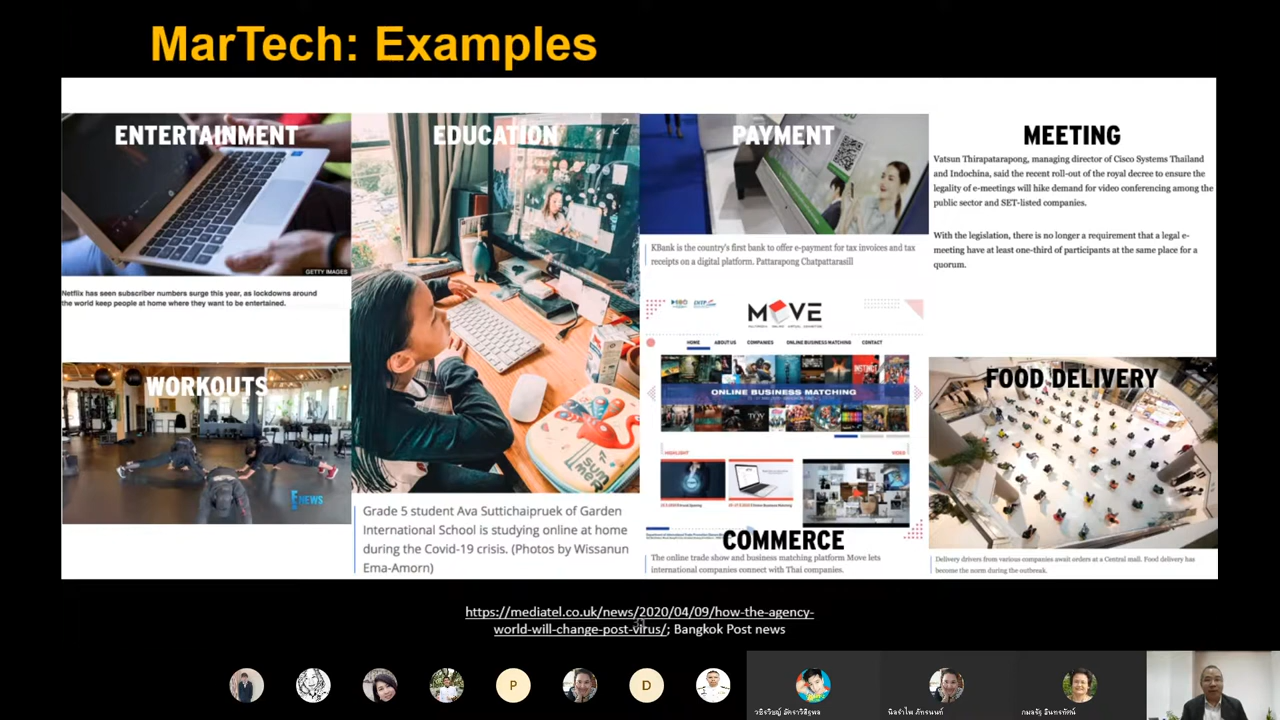 MarTech: Examples
ENTERTAINMENT
GETTY IMAGES
Netflix has seen subscriber numbers surge this year, as lockdowns around
the world keep people at home where they want to be entertained.
WORKOUTS
E NEWS
EDUCATION
SUMMER
Grade 5 student Ava Suttichaipruek of Garden
International School is studying online at home
during the Covid-19 crisis. (Photos by Wissanun
Ema-Amorn)
PAYMENT
KBank is the country's first bank to offer e-payment for tax invoices and tax
receipts on a digital platform. Pattarapong Chatpattarasill
MOVE
HOME ABOUT US COMPANIES ONLINE BUSINESS MATCHING CONTACT
INSTINCT
ONLINE BUSINESS MATCHING
HIGHLIGHT
VIDEO
COMMERCE
The online trade show and business matching platform Move lets
international companies connect with Thai companies.
MEETING
Vatsun Thirapatarapong, managing director of Cisco Systems Thailand
and Indochina, said the recent roll-out of the royal decree to ensure the
legality of e-meetings will hike demand for video conferencing among the
public sector and SET-listed companies.
With the legislation, there is no longer a requirement that a legal e-
meeting have at least one-third of participants at the same place for a
quorum.
FOOD DELIVERY
Delivery drivers from various companies await orders at a Central mall. Food delivery has
become the norm during the outbreak.
https://mediatel.co.uk/news/2020/04/09/how-the-agency-
world-will-change-post-virus/; Bangkok Post news
P
D